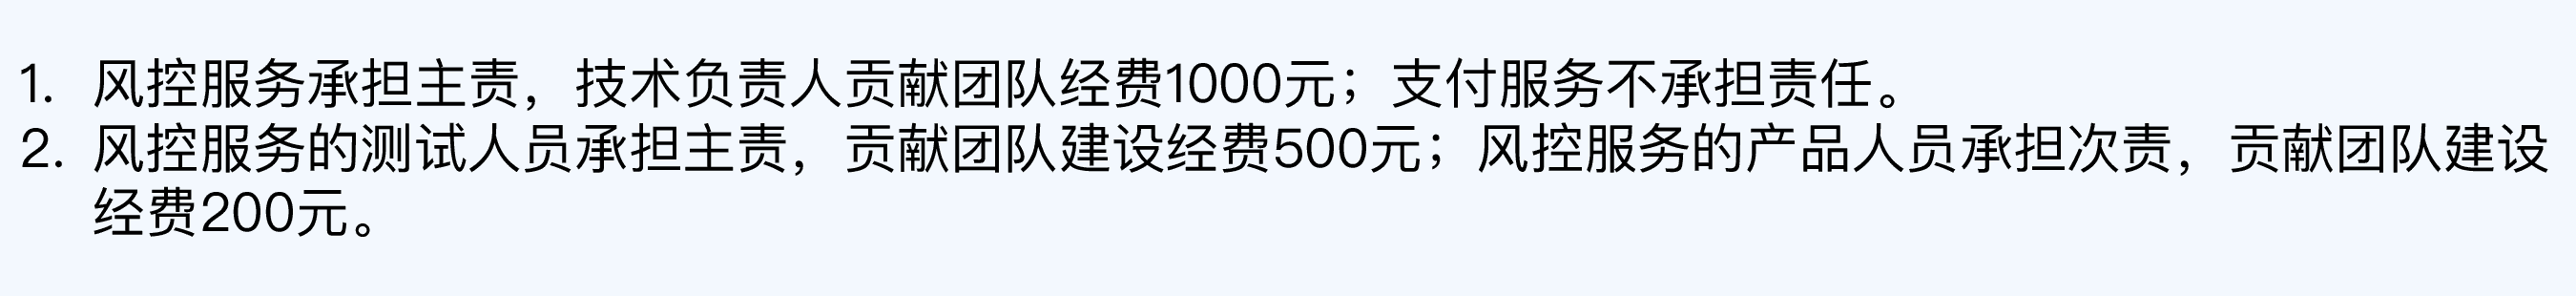 1. 风控服务承担主责，技术负责人贡献团队经费1000元；支付服务不承担责任。
2. 风控服务的测试人员承担主责，贡献团队建设经费500元；风控服务的产品人员承担次责，贡献团队建设
经费200元。